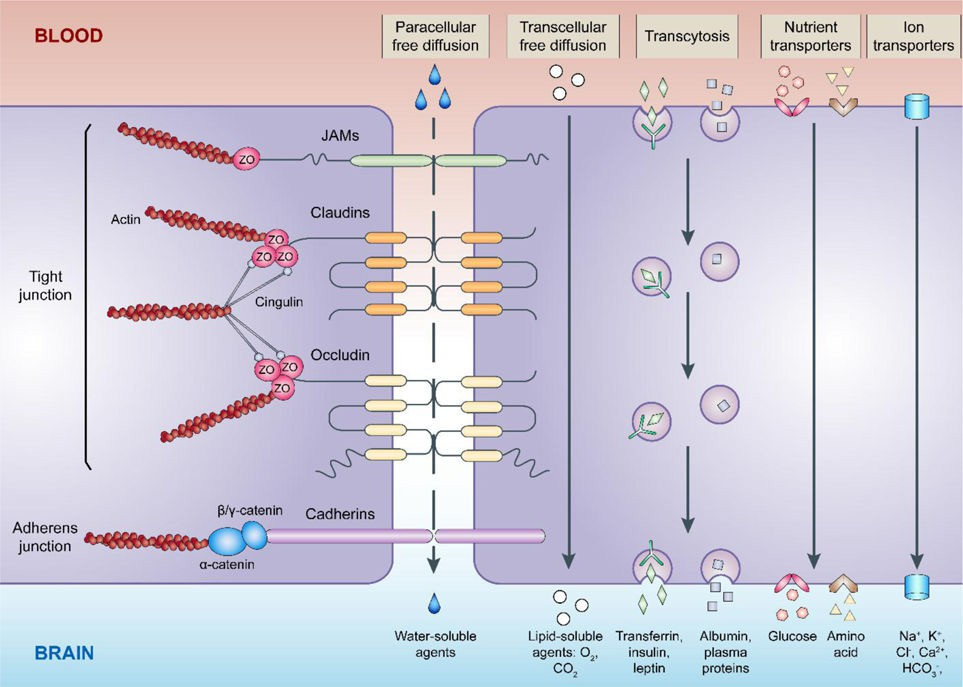 BLOOD
Paracellular
free diffusion
Transcellular
free diffusion
Transcytosis
Nutrient
transporters
Ion
transporters
JAMs
ZO
Actin
Claudins
ZO
ZO ZO
Tight
junction
Cingulin
Occludin
ZO ZO
ZO
β/γ-catenin
Cadherins
Adherens
junction
α-catenin
BRAIN
Water-soluble
agents
Lipid-soluble
agents: O₂,
CO₂
Transferrin,
insulin,
leptin
Albumin,
plasma
proteins
Glucose
Amino
acid
Na⁺, K⁺,
Cl⁻, Ca²⁺,
HCO₃⁻,